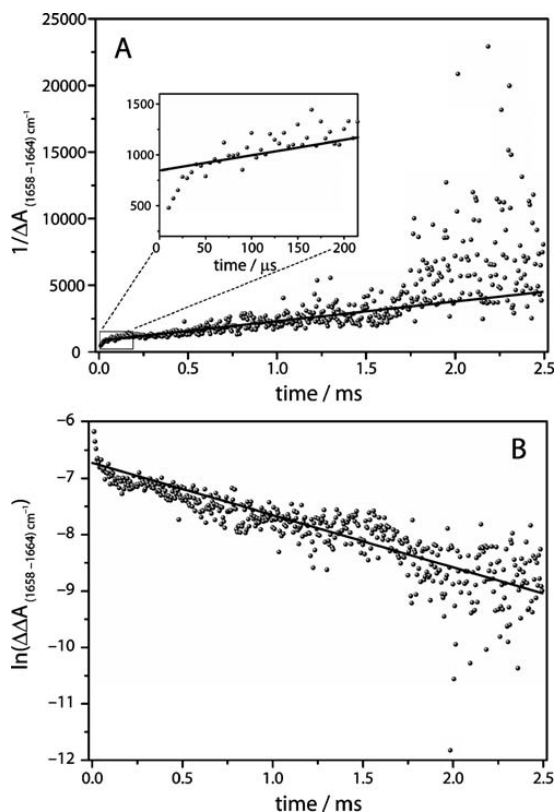 A
25000
20000
15000
10000
5000
0
1/ΔA(1658 –1664) cm⁻¹
1500
1000
500
0 50 100 150 200
time / μs
0.0 0.5 1.0 1.5 2.0 2.5
time / ms
B
–6
–7
–8
–9
–10
–11
–12
ln(ΔΔA(1658 –1664) cm⁻¹)
0.0 0.5 1.0 1.5 2.0 2.5
time / ms